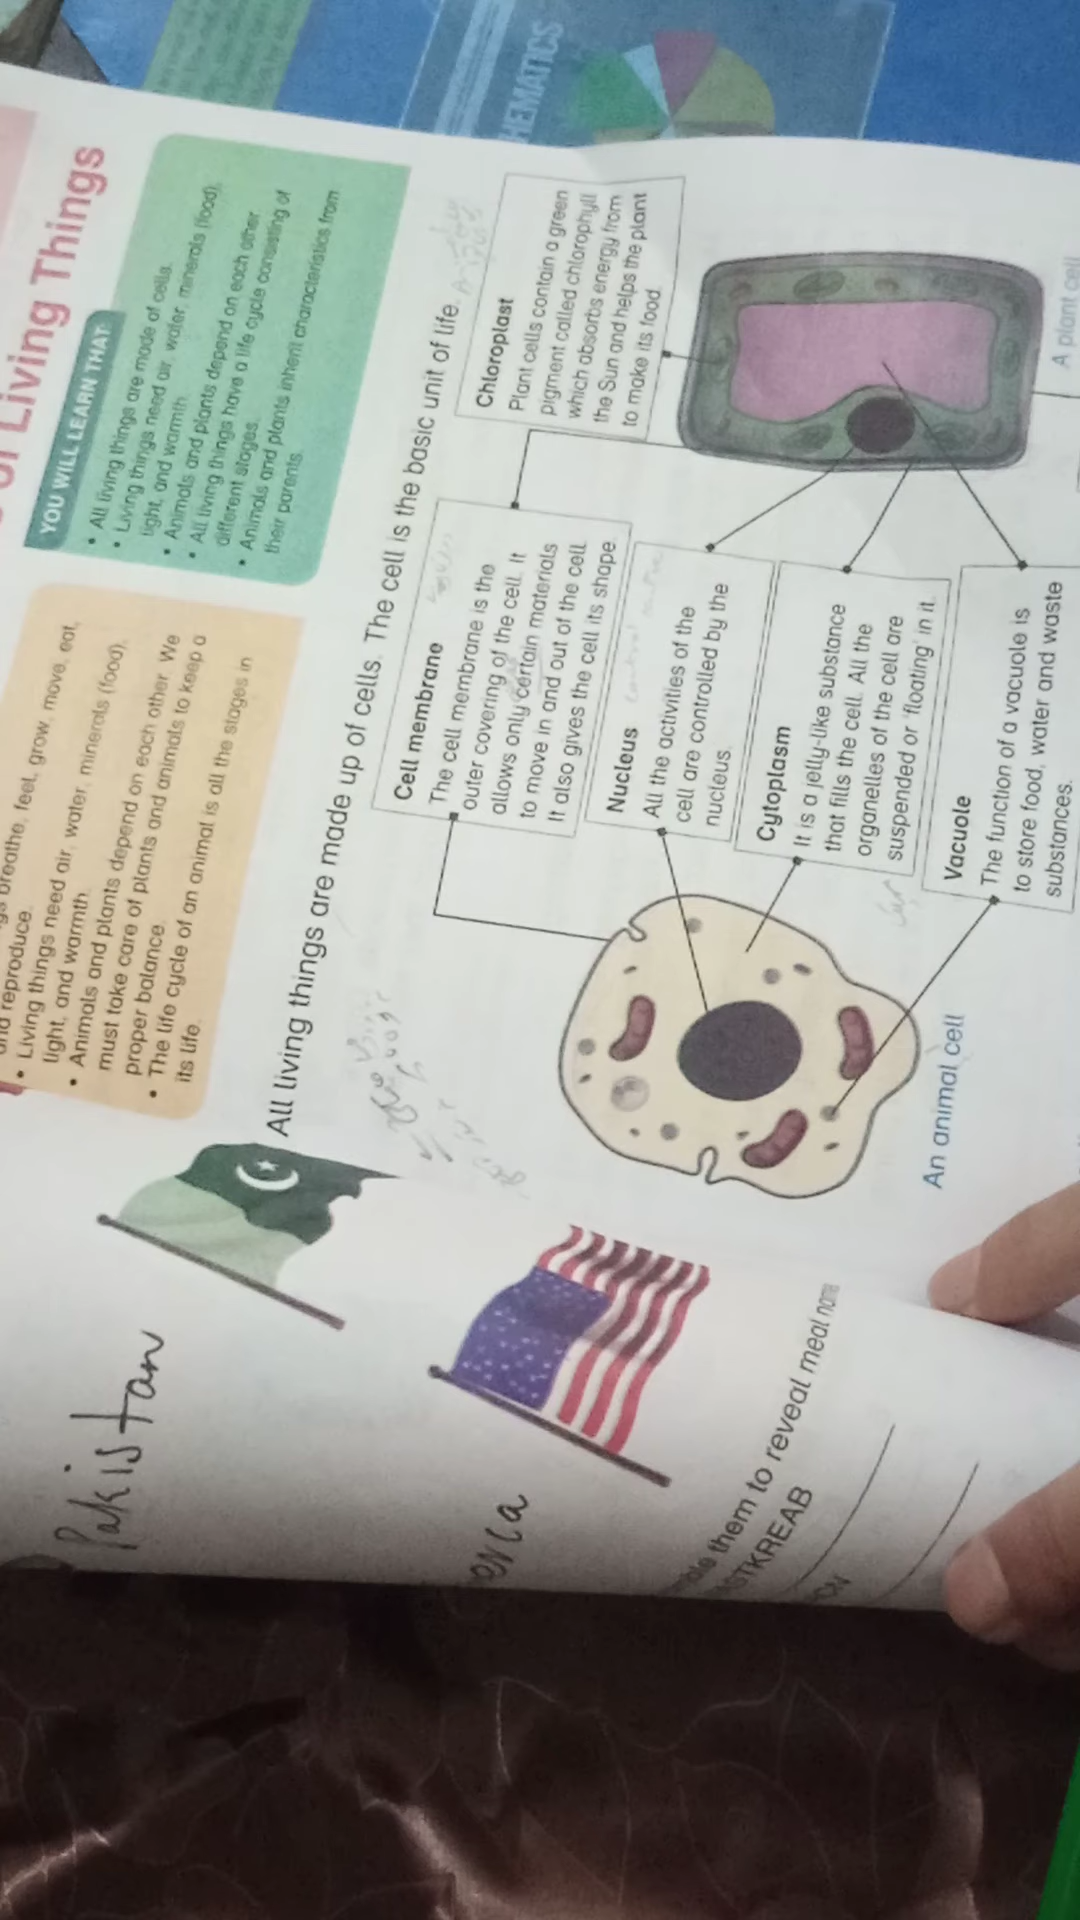 of Living Things
breathe, feel, grow, move, eat,
and reproduce.
• Living things need air, water, minerals (food),
light, and warmth.
• Animals and plants depend on each other. We
must take care of plants and animals to keep a
proper balance.
• The life cycle of an animal is all the stages in
its life.
YOU WILL LEARN THAT:
• All living things are made of cells.
• Living things need air, water, minerals (food),
light, and warmth.
• Animals and plants depend on each other.
• All living things have a life cycle consisting of
different stages.
• Animals and plants inherit characteristics from
their parents.
All living things are made up of cells. The cell is the basic unit of life.
Cell membrane
The cell membrane is the
outer covering of the cell. It
allows only certain materials
to move in and out of the cell.
It also gives the cell its shape.
Chloroplast
Plant cells contain a green
pigment called chlorophyll
which absorbs energy from
the Sun and helps the plant
to make its food.
Nucleus
All the activities of the
cell are controlled by the
nucleus.
Cytoplasm
It is a jelly-like substance
that fills the cell. All the
organelles of the cell are
suspended or 'floating' in it.
Vacuole
The function of a vacuole is
to store food, water and waste
substances.
An animal cell
A plant cell
HEMATICS
Pakistan
them to reveal meal name
STKREAB